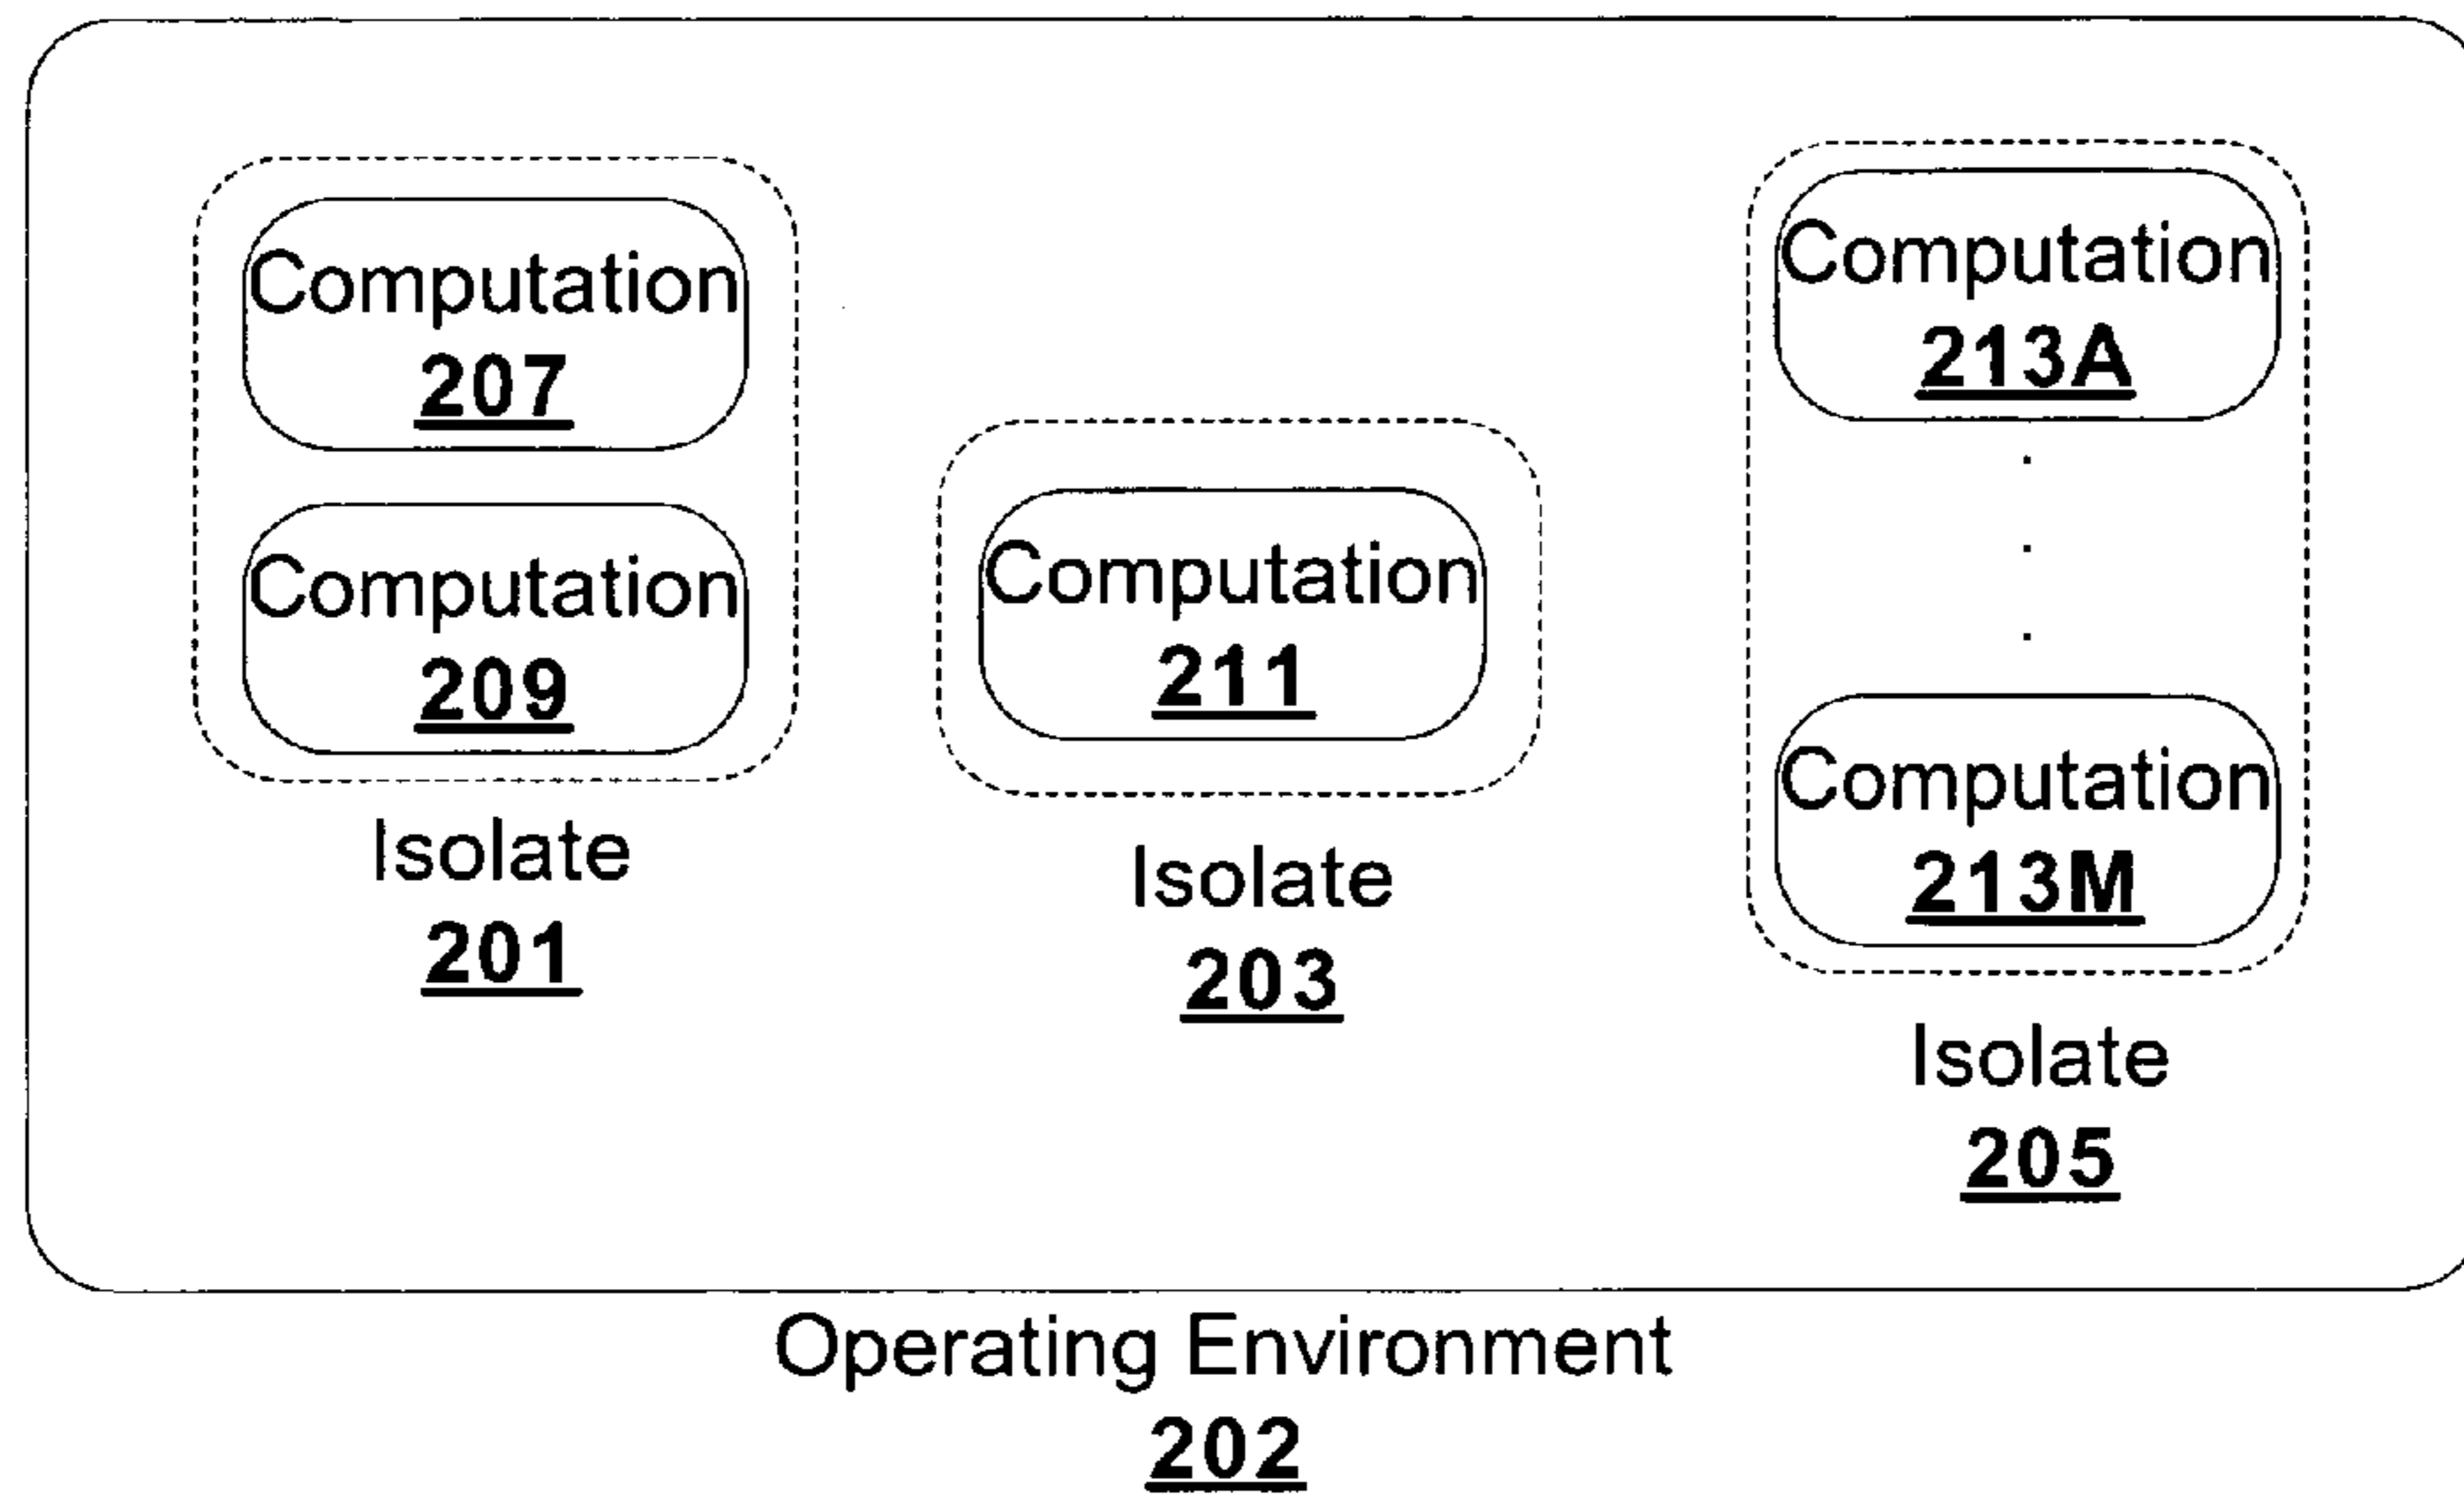 Computation
207
Computation
209
Isolate
201
Computation
211
Isolate
203
Computation
213A
Computation
213M
Isolate
205
Operating Environment
202